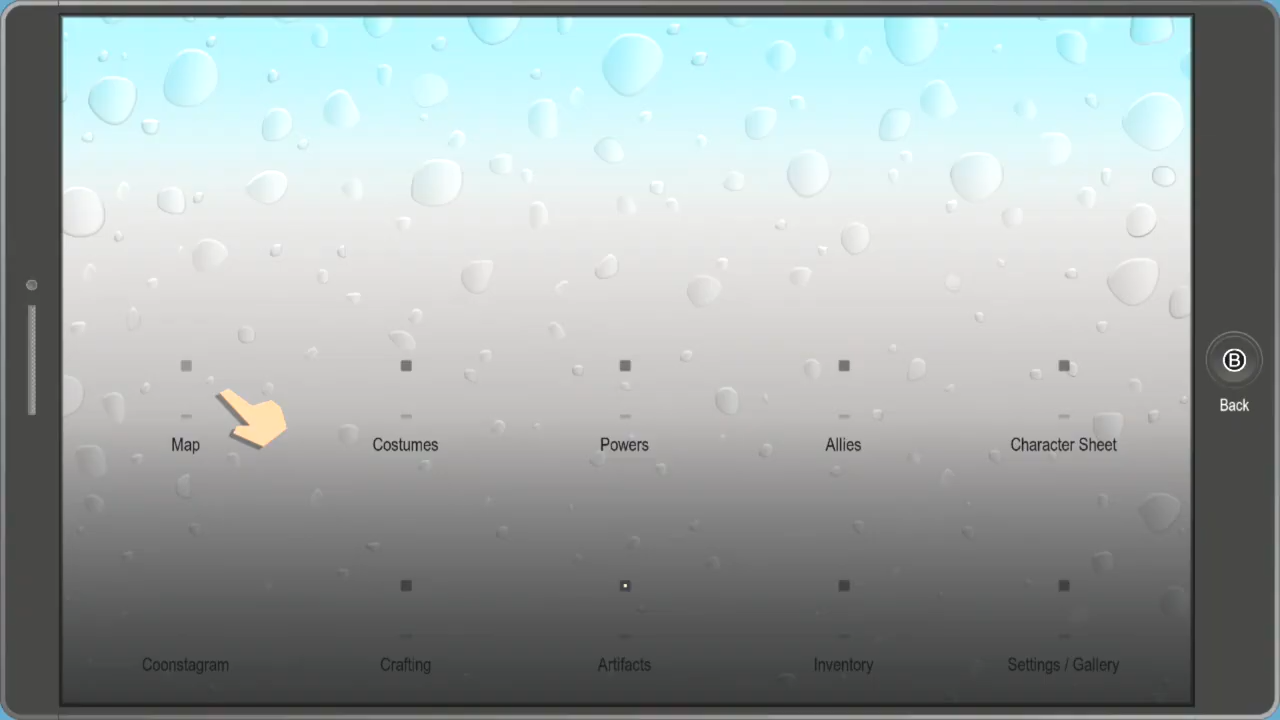 B
Back
Map
Costumes
Powers
Allies
Character Sheet
Coonstagram
Crafting
Artifacts
Inventory
Settings / Gallery